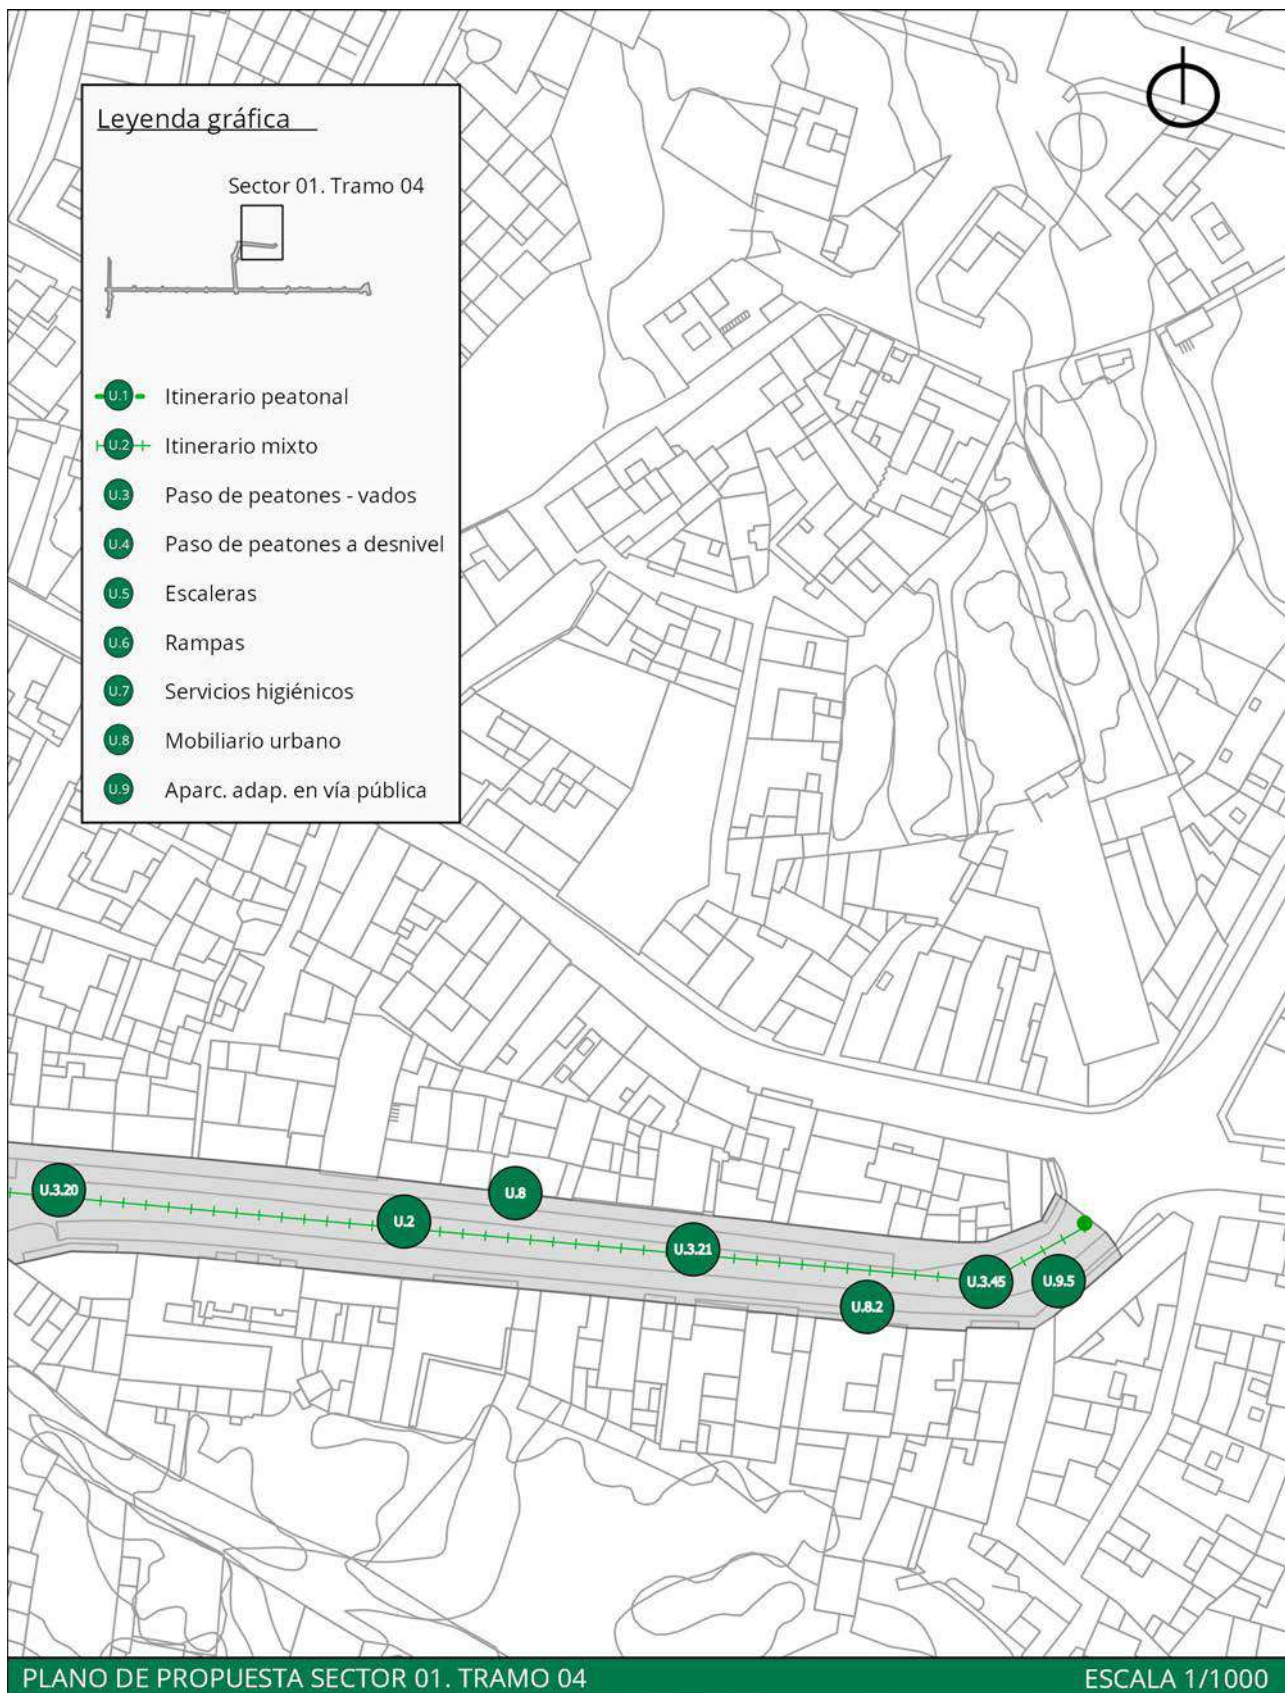 Leyenda gráfica
Sector 01. Tramo 04
U.1 Itinerario peatonal
U.2 Itinerario mixto
U.3 Paso de peatones - vados
U.4 Paso de peatones a desnivel
U.5 Escaleras
U.6 Rampas
U.7 Servicios higiénicos
U.8 Mobiliario urbano
U.9 Aparc. adap. en vía pública
U.3.20
U.8
U.2
U.3.21
U.3.45
U.9.5
U.8.2
PLANO DE PROPUESTA SECTOR 01. TRAMO 04
ESCALA 1/1000